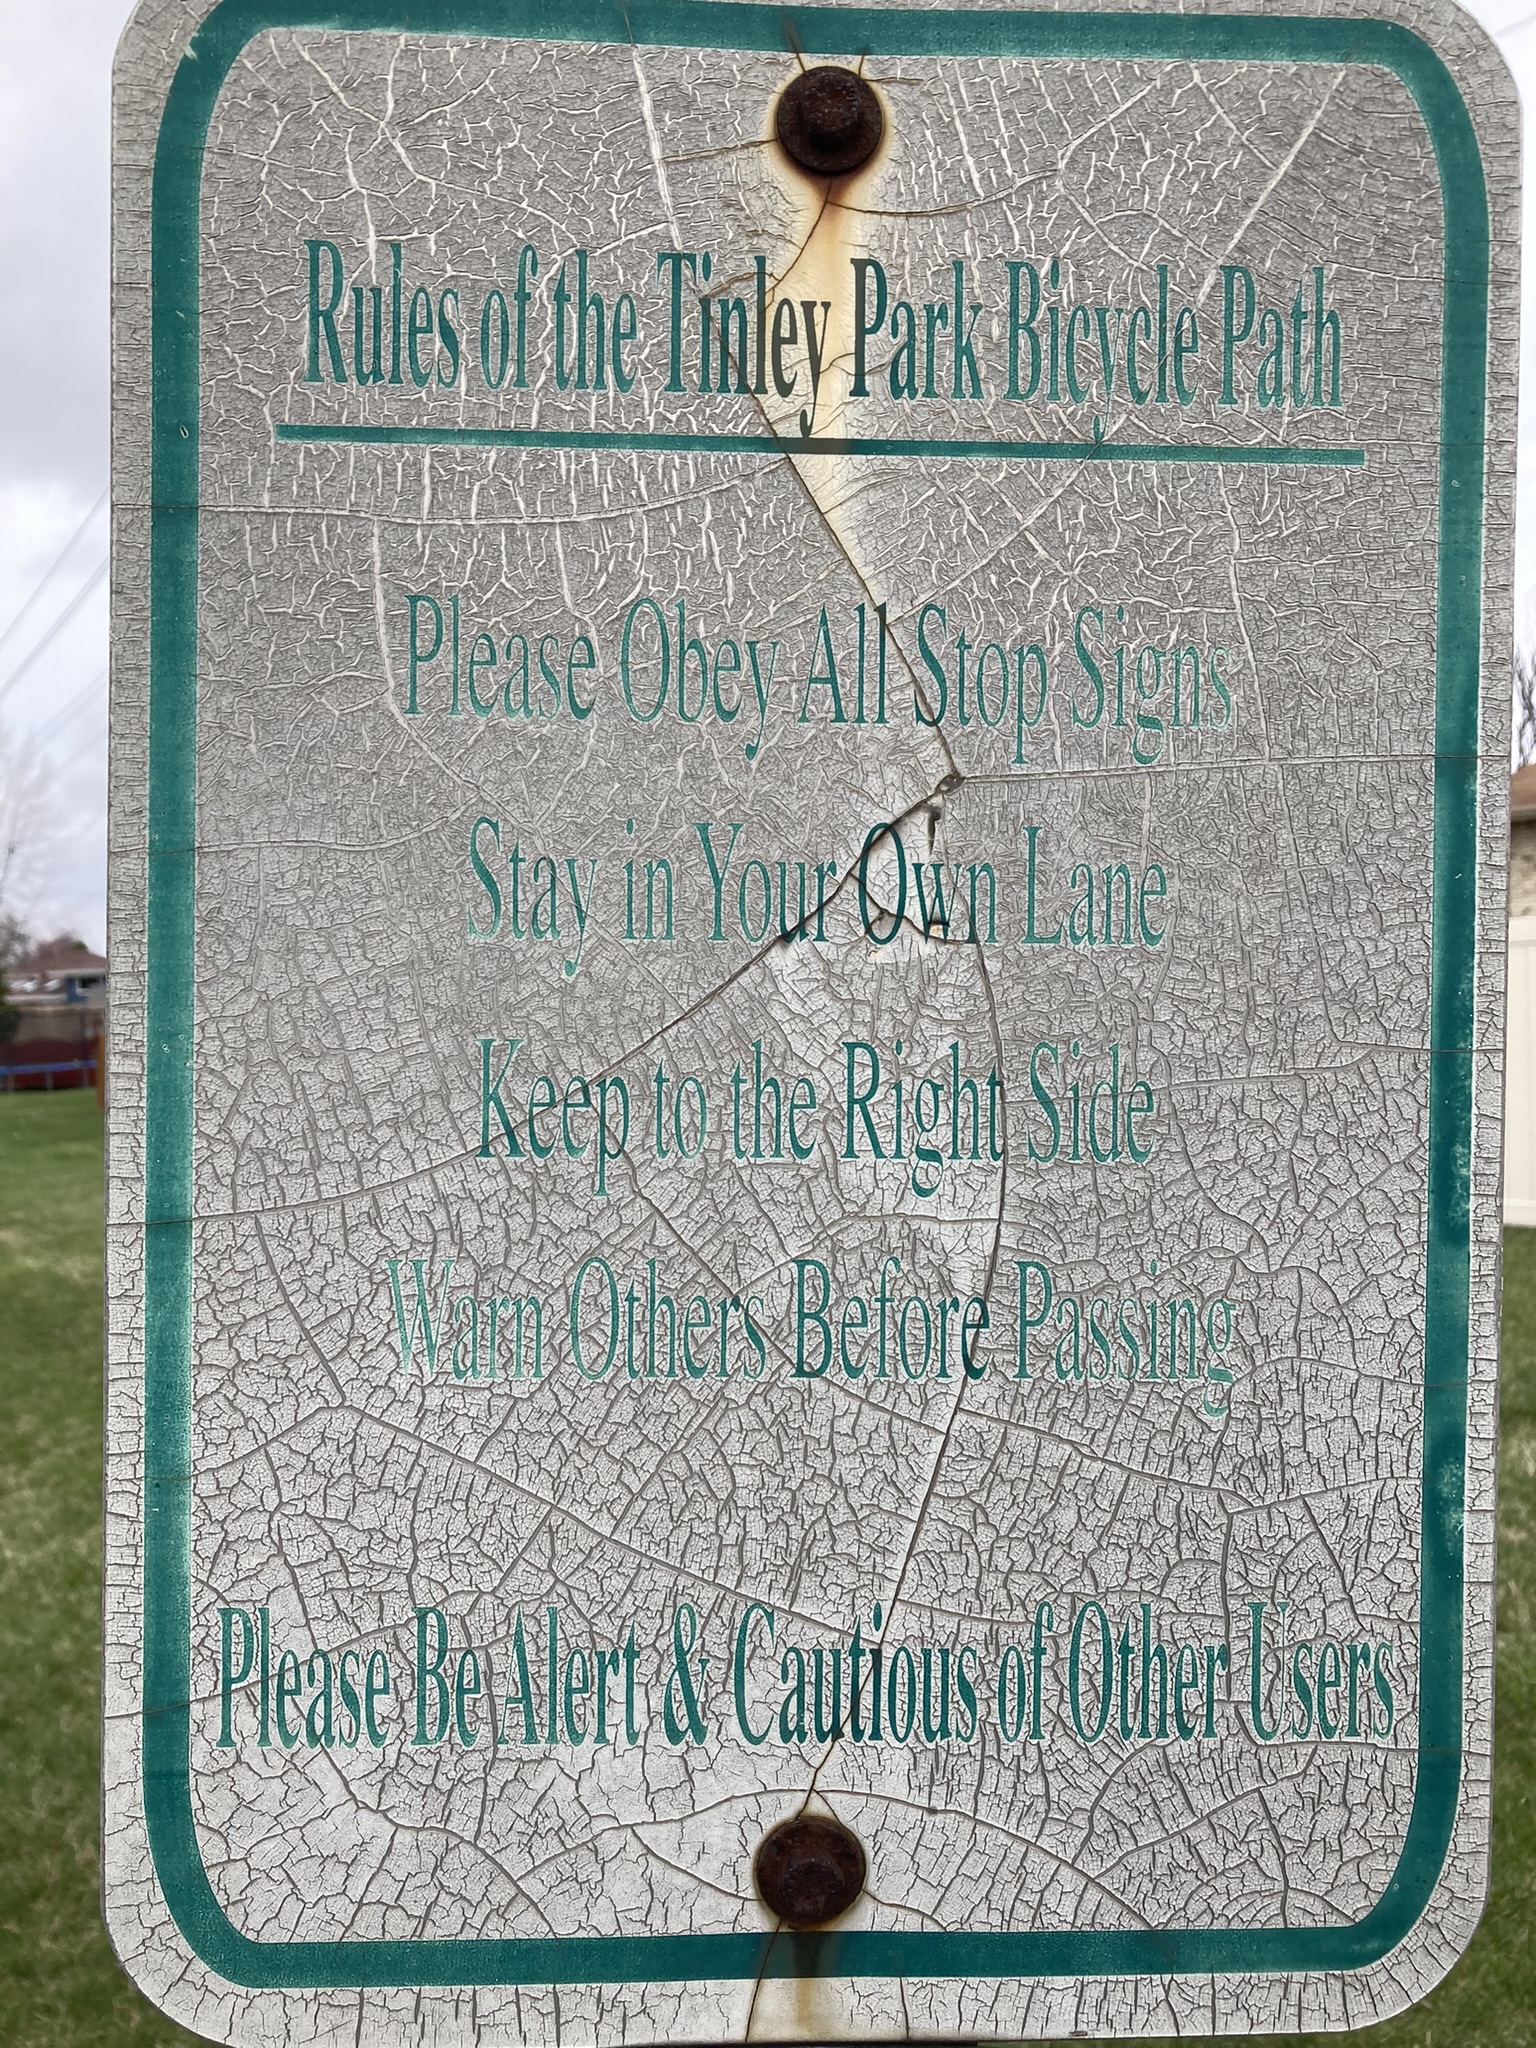 Rules of the Tinley Park Bicycle Path
Please Obey All Stop Signs
Stay in Your Own Lane
Keep to the Right Side
Warn Others Before Passing
Please Be Alert & Cautious of Other Users